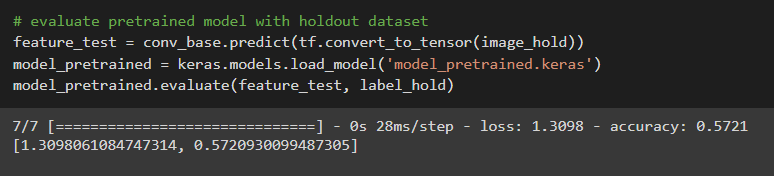 # evaluate pretrained model with holdout dataset
feature_test = conv_base.predict(tf.convert_to_tensor(image_hold))
model_pretrained = keras.models.load_model('model_pretrained.keras')
model_pretrained.evaluate(feature_test, label_hold)
7/7 [==============================] - 0s 28ms/step - loss: 1.3098 - accuracy: 0.5721
[1.3098061084747314, 0.5720930099487305]